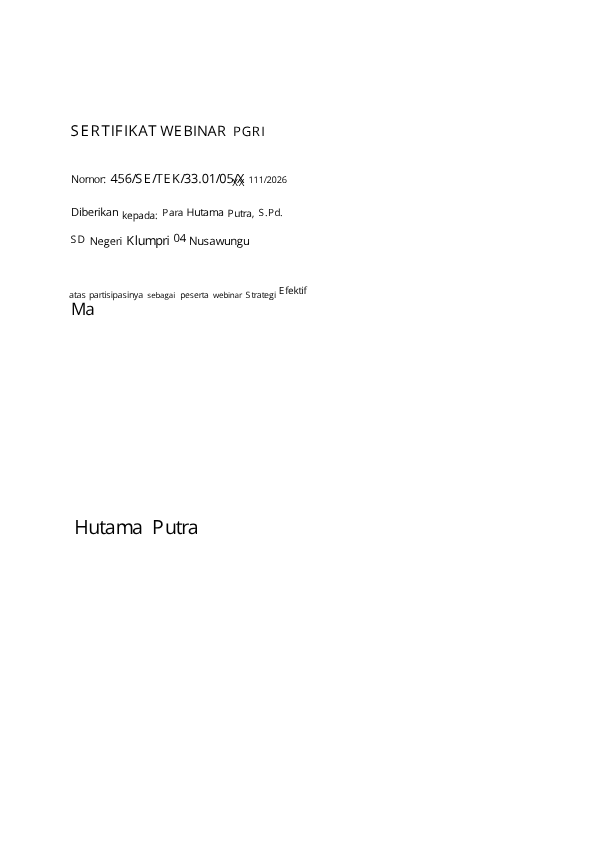 SERTIFIKAT WEBINAR PGRI
Nomor: 456/SE/TEK/33.01/05/X 111/2026
Diberikan kepada: Para Hutama Putra, S.Pd.
SD Negeri Klumpri 04 Nusawungu
atas partisipasinya sebagai peserta webinar Strategi Efektif
Ma
Hutama Putra